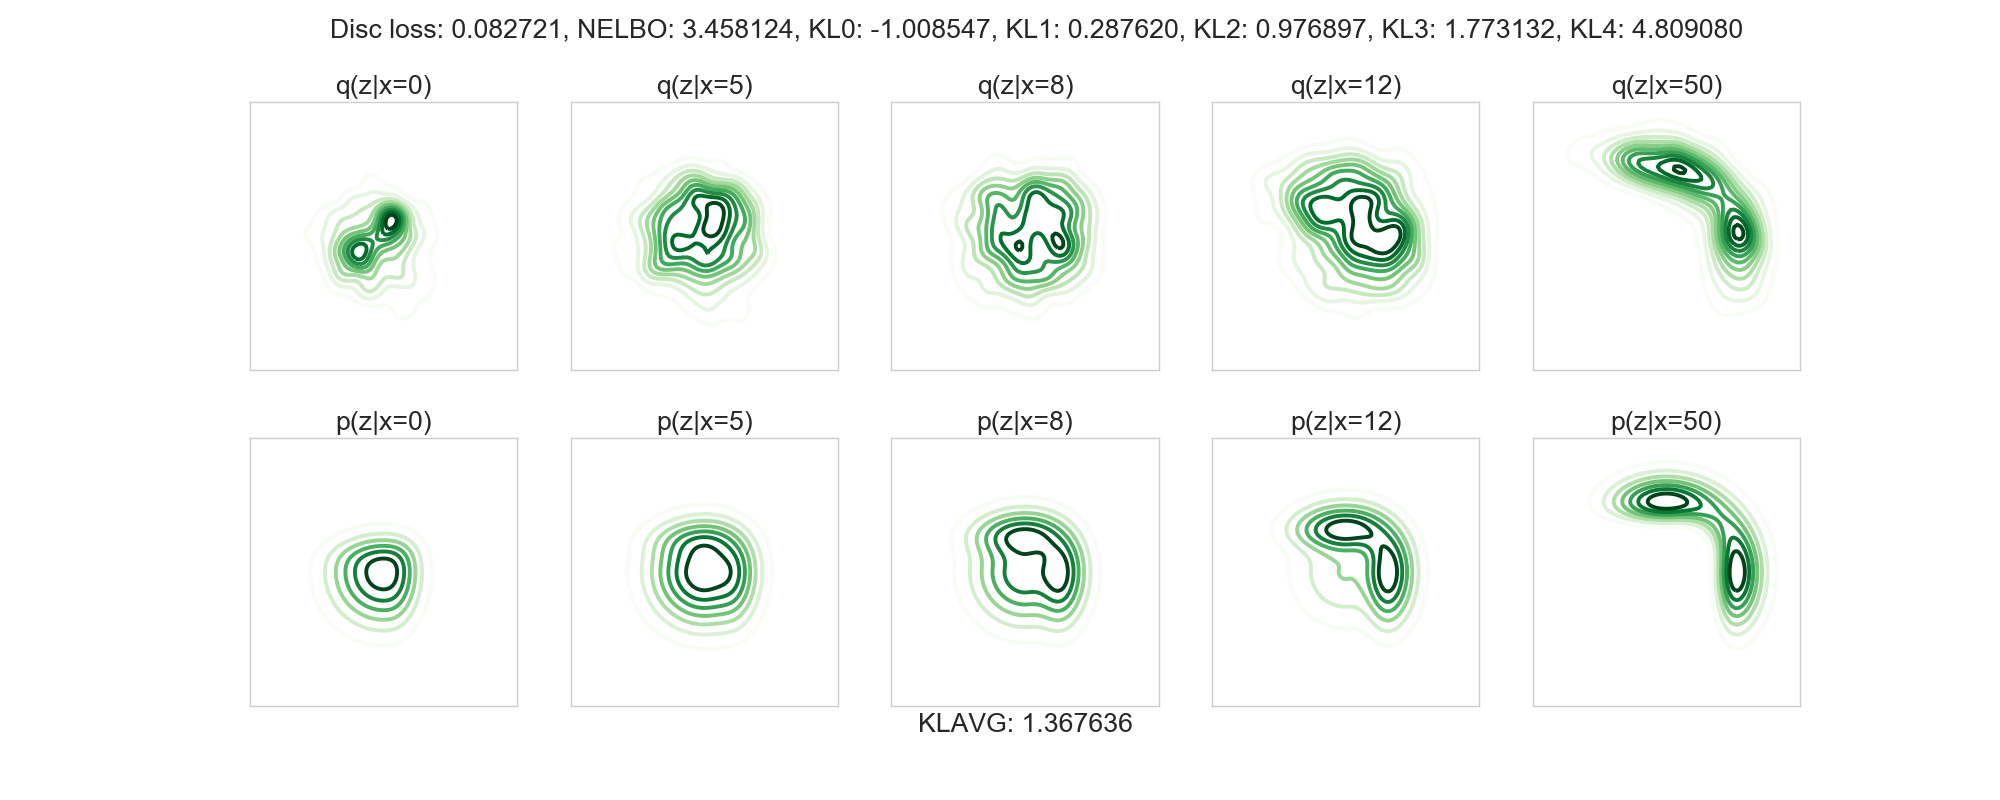 Disc loss: 0.082721, NELBO: 3.458124, KL0: -1.008547, KL1: 0.287620, KL2: 0.976897, KL3: 1.773132, KL4: 4.809080
q(z|x=0) q(z|x=5) q(z|x=8) q(z|x=12) q(z|x=50)
p(z|x=0) p(z|x=5) p(z|x=8) p(z|x=12) p(z|x=50)
KLAVG: 1.367636